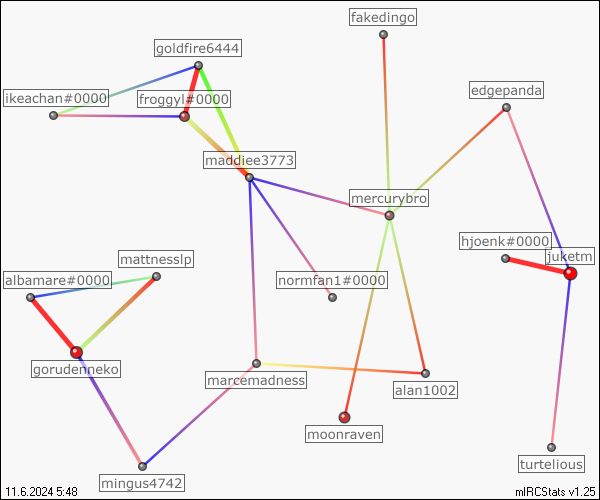 fakedingo
goldfire6444
edgepanda
ikeachan#0000
froggyl#0000
maddiee3773
mercurybro
hjoenk#0000
juketm
mattnesslp
albamare#0000
normfan1#0000
gorudenneko
marcemadness
alan1002
moonraven
turtelious
mingus4742
11.6.2024 5:48
mIRCStats v1.25